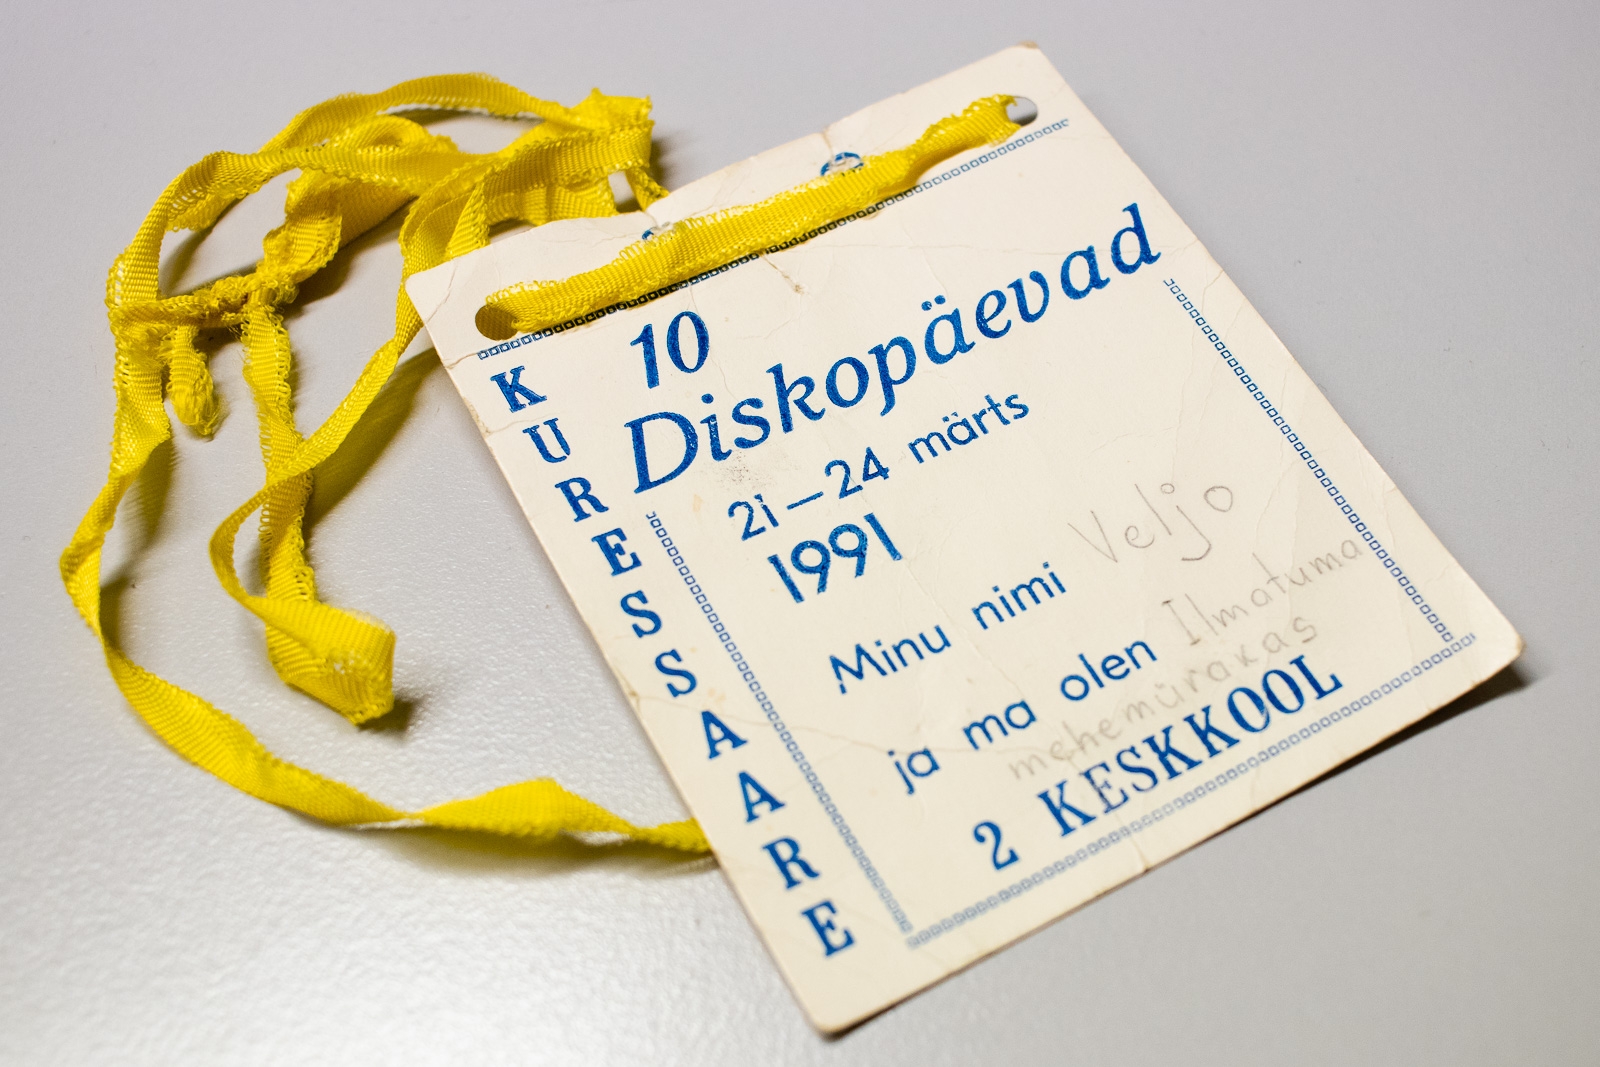 10
Diskopäevad
21—24 märts
1991
Minu nimi Veljo
ja ma olen Ilmatuma
mehemürakas
2 KESKKOOL
KURESSAARE